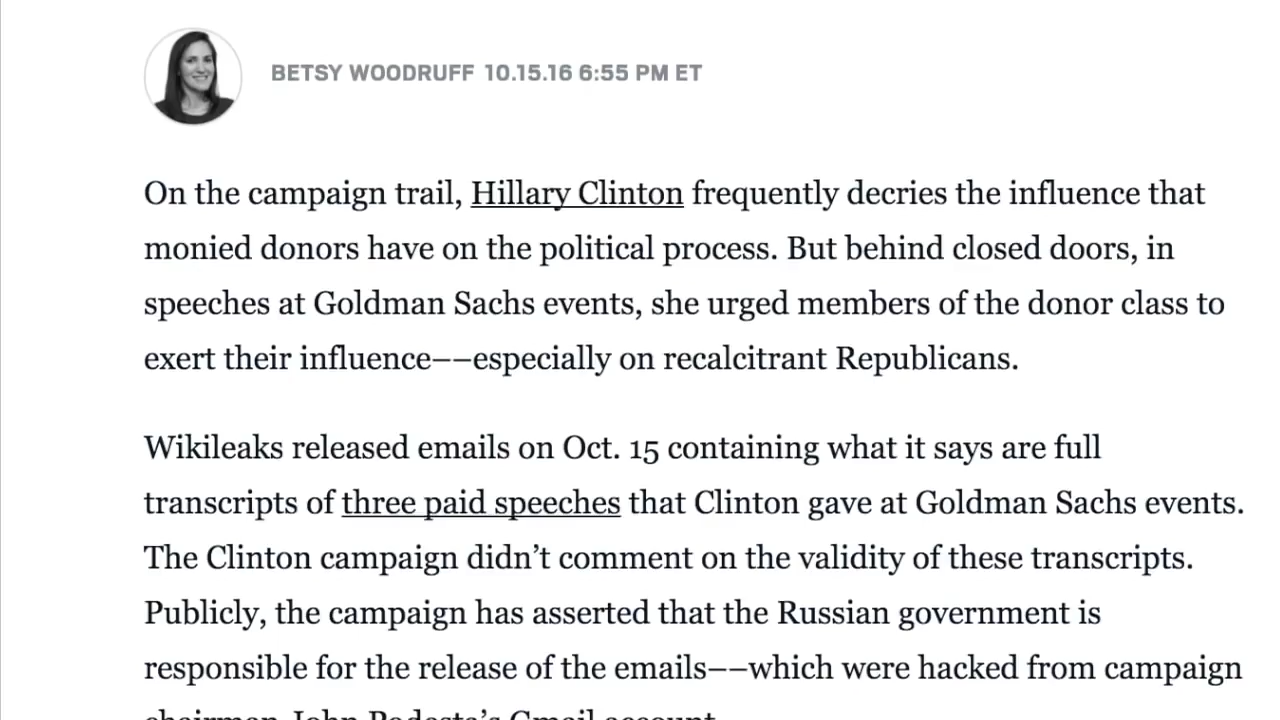 BETSY WOODRUFF 10.15.16 6:55 PM ET
On the campaign trail, Hillary Clinton frequently decries the influence that
monied donors have on the political process. But behind closed doors, in
speeches at Goldman Sachs events, she urged members of the donor class to
exert their influence––especially on recalcitrant Republicans.
Wikileaks released emails on Oct. 15 containing what it says are full
transcripts of three paid speeches that Clinton gave at Goldman Sachs events.
The Clinton campaign didn’t comment on the validity of these transcripts.
Publicly, the campaign has asserted that the Russian government is
responsible for the release of the emails––which were hacked from campaign
chairman John Podesta’s Gmail account.